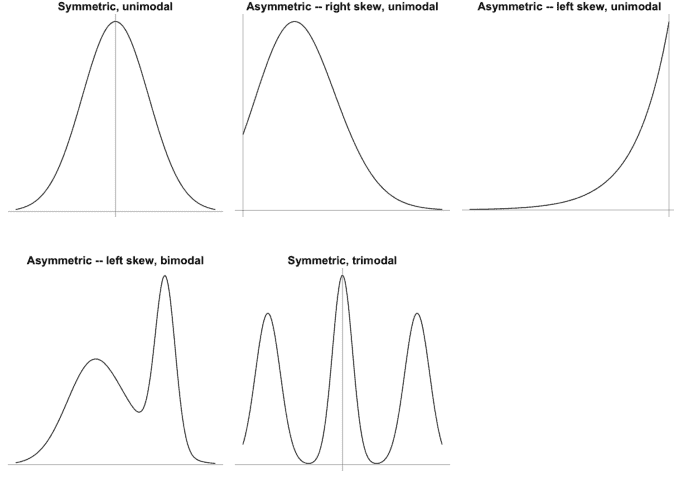 Symmetric, unimodal
Asymmetric -- right skew, unimodal
Asymmetric -- left skew, unimodal
Asymmetric -- left skew, bimodal
Symmetric, trimodal